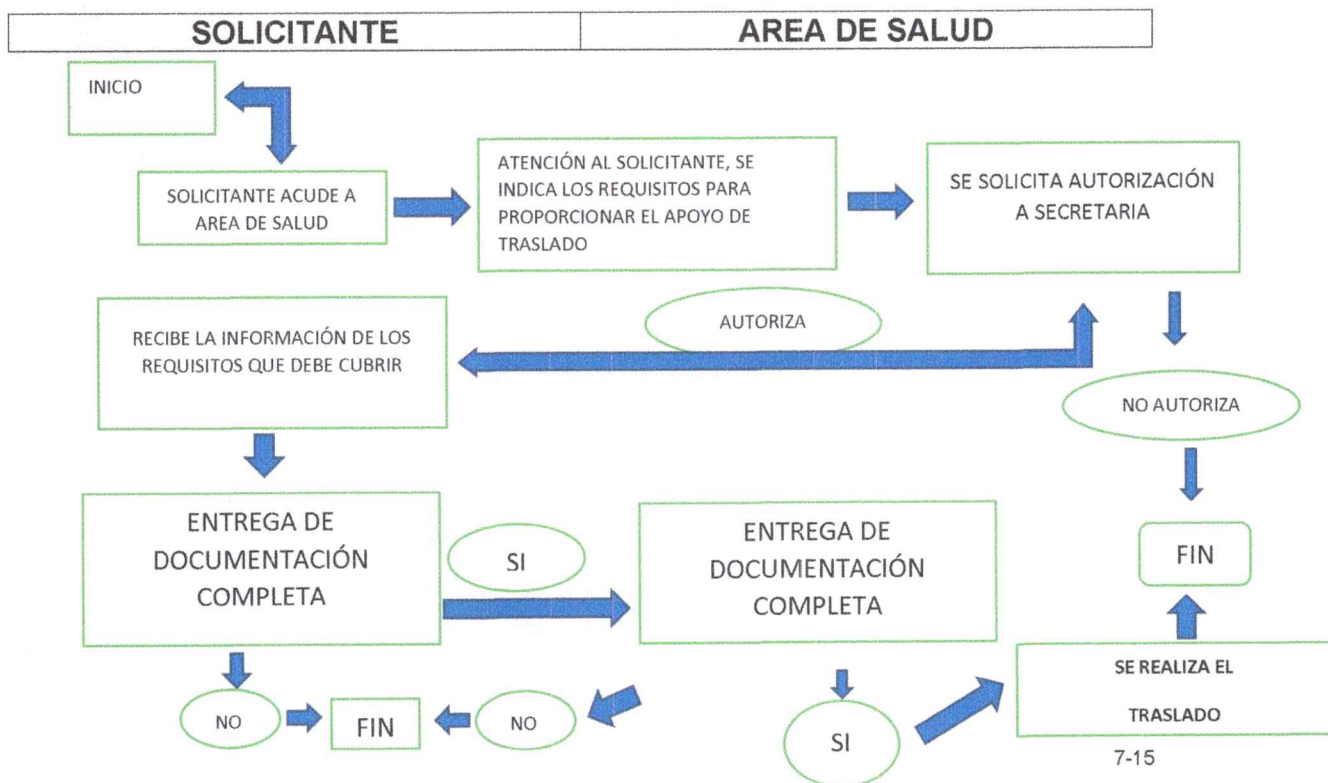 SOLICITANTE
AREA DE SALUD
INICIO
SOLICITANTE ACUDE A
AREA DE SALUD
ATENCIÓN AL SOLICITANTE, SE
INDICA LOS REQUISITOS PARA
PROPORCIONAR EL APOYO DE
TRASLADO
SE SOLICITA AUTORIZACIÓN
A SECRETARIA
RECIBE LA INFORMACIÓN DE LOS
REQUISITOS QUE DEBE CUBRIR
AUTORIZA
NO AUTORIZA
ENTREGA DE
DOCUMENTACIÓN
COMPLETA
SI
ENTREGA DE
DOCUMENTACIÓN
COMPLETA
FIN
NO
FIN
NO
SI
SE REALIZA EL
TRASLADO
7-15